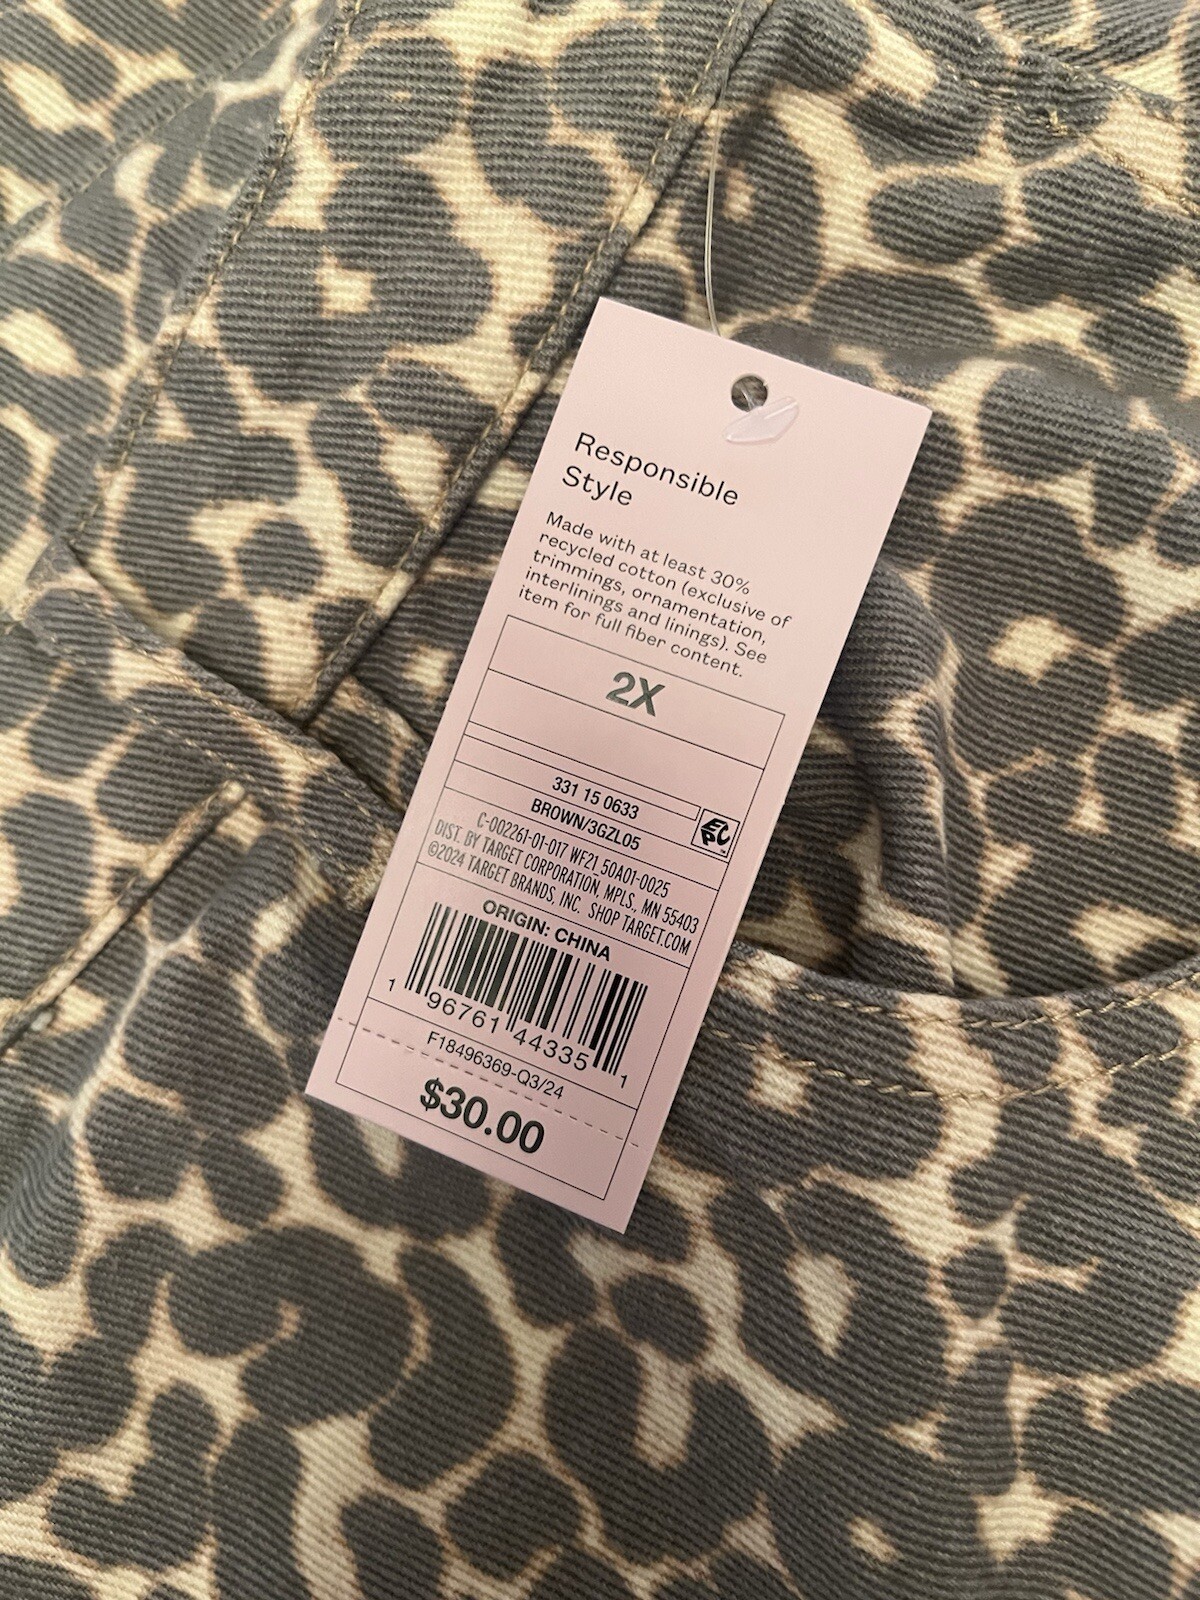 Responsible
Style
Made with at least 30%
recycled cotton (exclusive of
trimmings, ornamentation,
interlinings and linings). See
item for full fiber content.
2X
331 15 0633
BROWN/3GZL05
EPC
™
C-002261-01-017 WF21_50A01-0025
DIST. BY TARGET CORPORATION, MPLS., MN 55403
©2024 TARGET BRANDS, INC. SHOP TARGET.COM
ORIGIN: CHINA
1 96761 44335 1
F18496369-Q3/24
$30.00